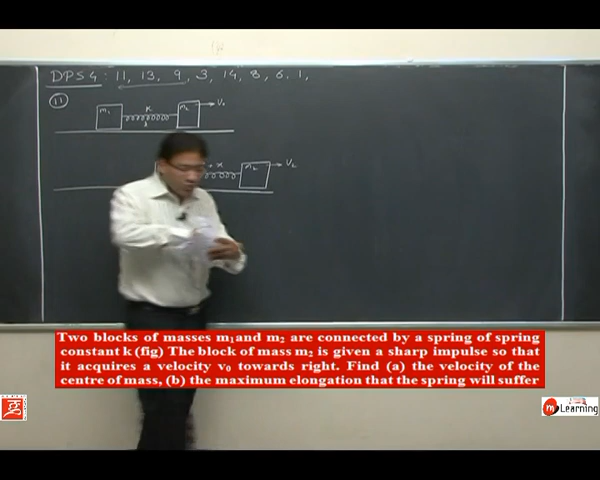 DPS 4 : 11, 13, 9, 3, 14, 8, 6, 1,
11
m₁ K m₂ V₀
x m₂ V₂
Two blocks of masses m₁and m₂ are connected by a spring of spring
constant k (fig) The block of mass m₂ is given a sharp impulse so that
it acquires a velocity v₀ towards right. Find (a) the velocity of the
centre of mass, (b) the maximum elongation that the spring will suffer
Learning